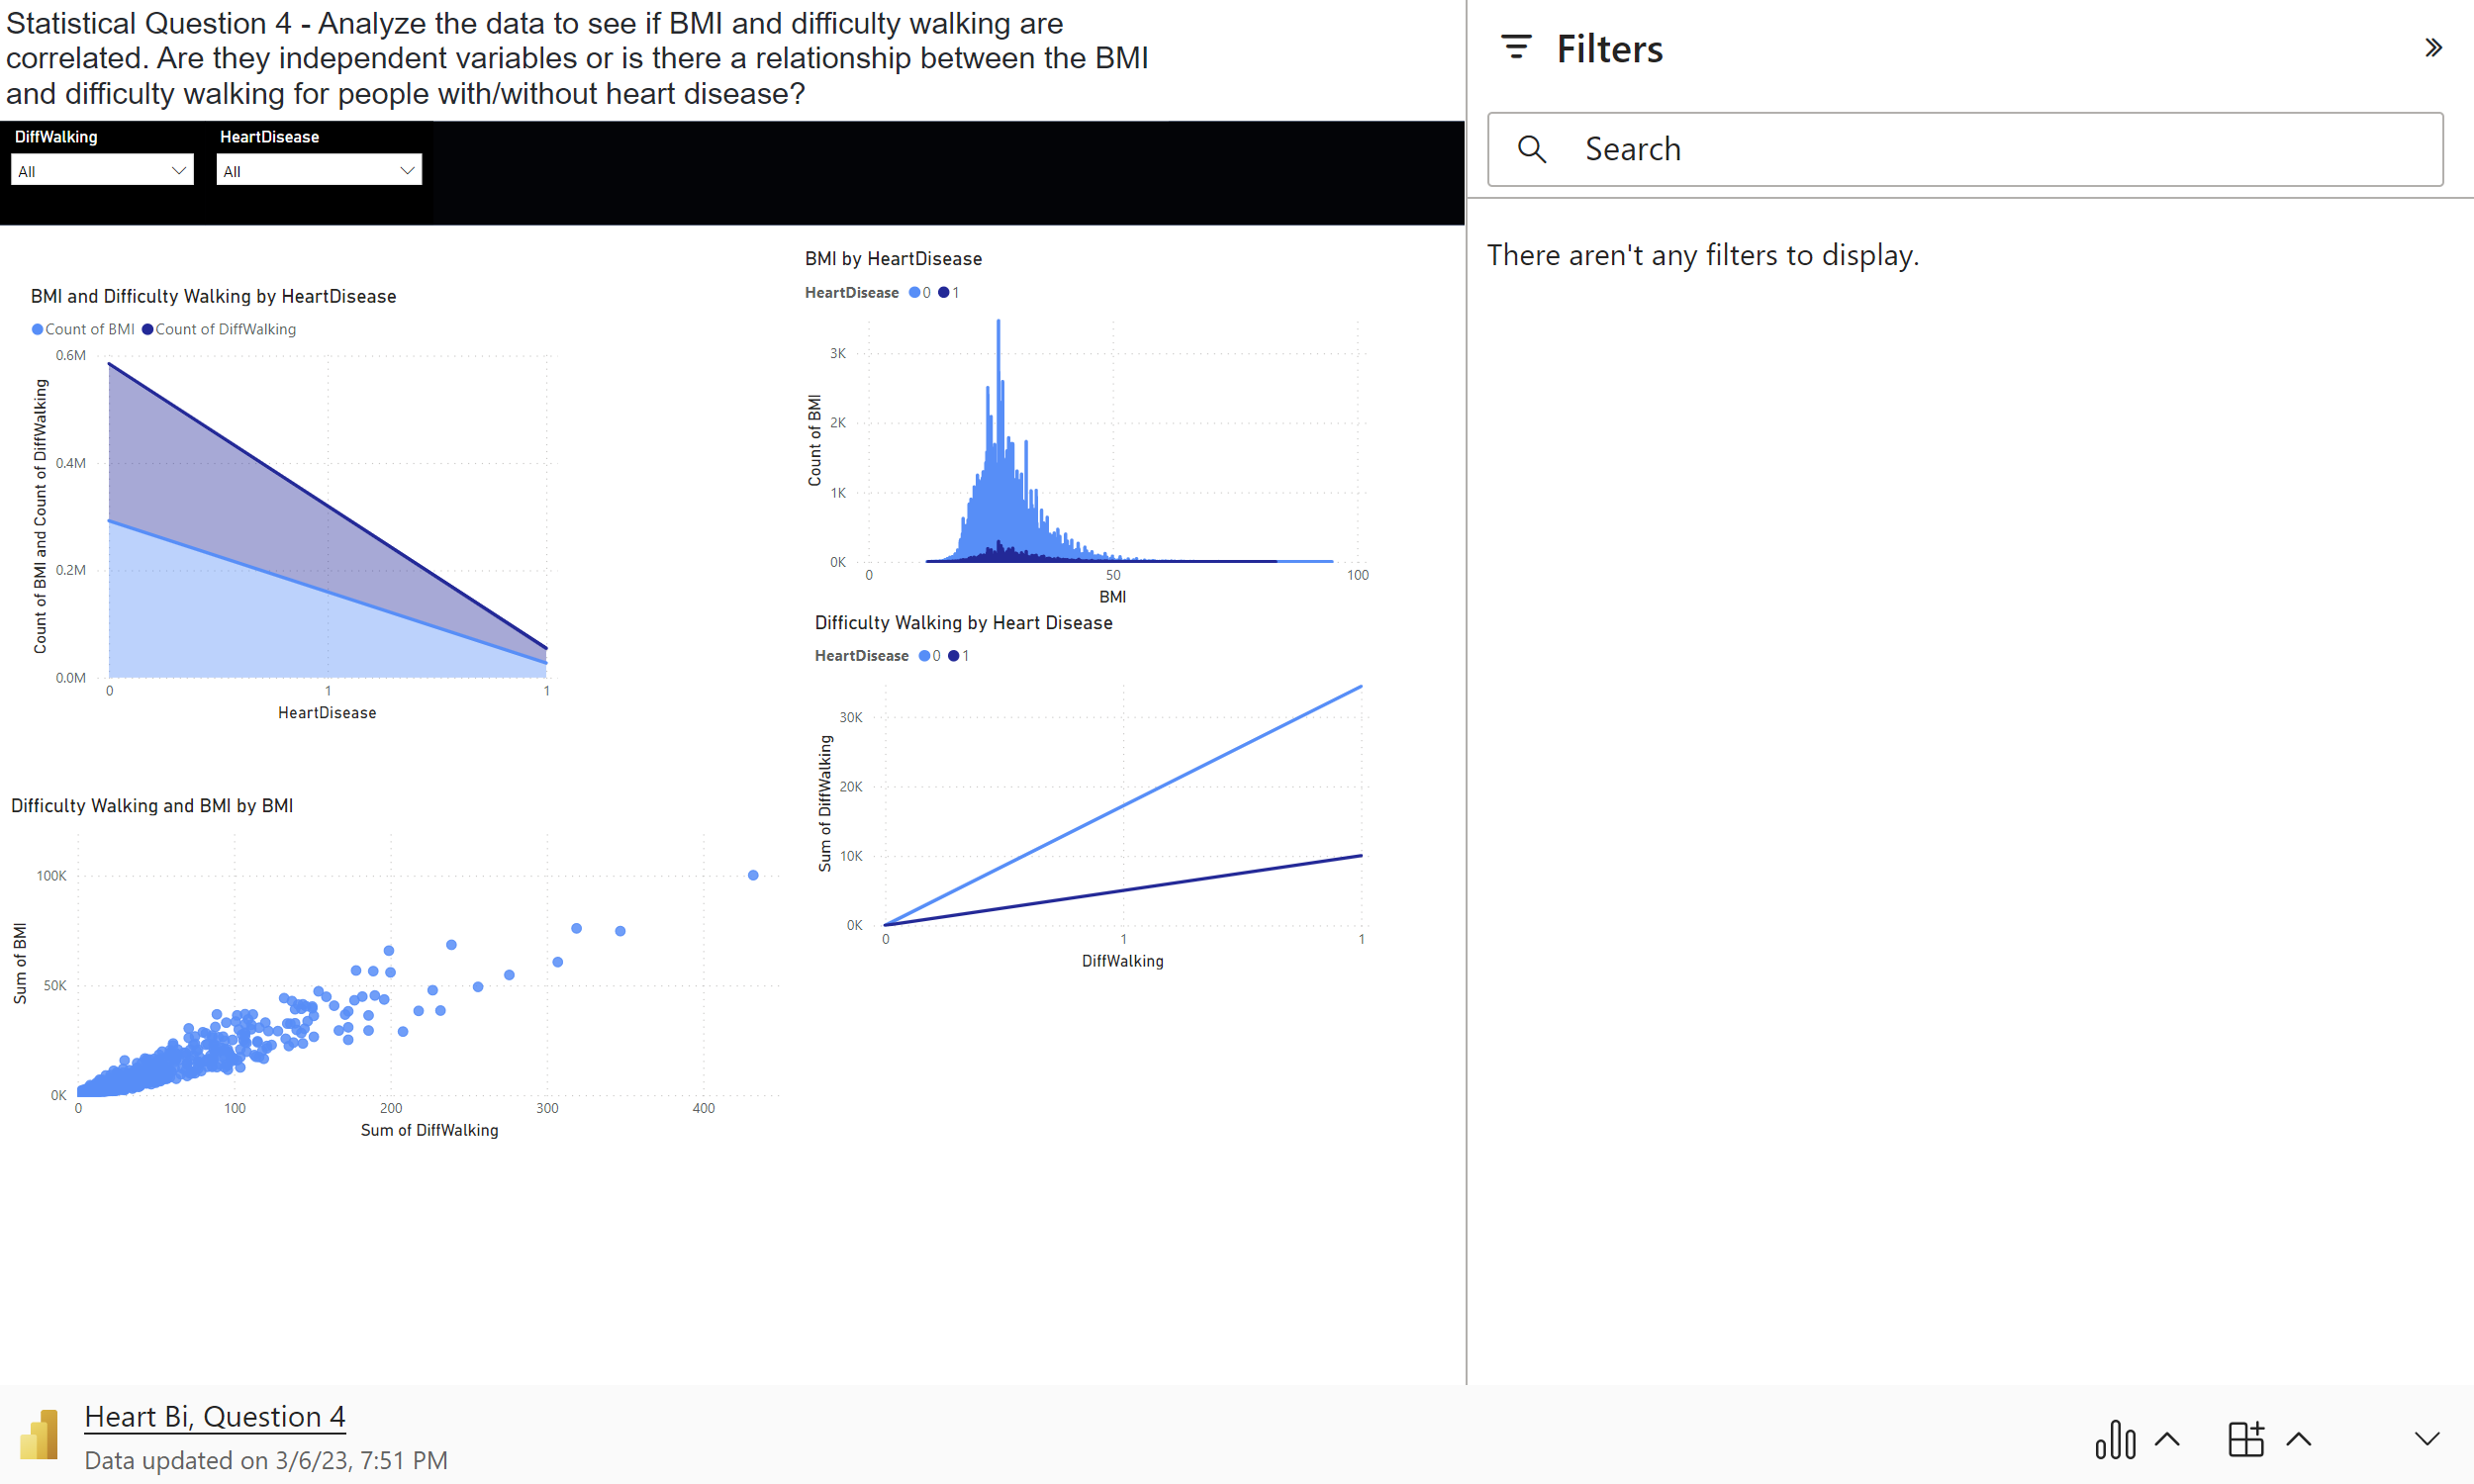 Statistical Question 4 - Analyze the data to see if BMI and difficulty walking are
correlated. Are they independent variables or is there a relationship between the BMI
and difficulty walking for people with/without heart disease?
DiffWalking
All
HeartDisease
All
BMI and Difficulty Walking by HeartDisease
Count of BMI Count of DiffWalking
Count of BMI and Count of DiffWalking
0.6M
0.4M
0.2M
0.0M
0 1 1
HeartDisease
BMI by HeartDisease
HeartDisease 0 1
Count of BMI
3K
2K
1K
0K
0 50 100
BMI
Difficulty Walking by Heart Disease
HeartDisease 0 1
Sum of DiffWalking
30K
20K
10K
0K
0 1 1
DiffWalking
Difficulty Walking and BMI by BMI
Sum of BMI
100K
50K
0K
0 100 200 300 400
Sum of DiffWalking
Filters
Search
There aren't any filters to display.
Heart Bi, Question 4
Data updated on 3/6/23, 7:51 PM